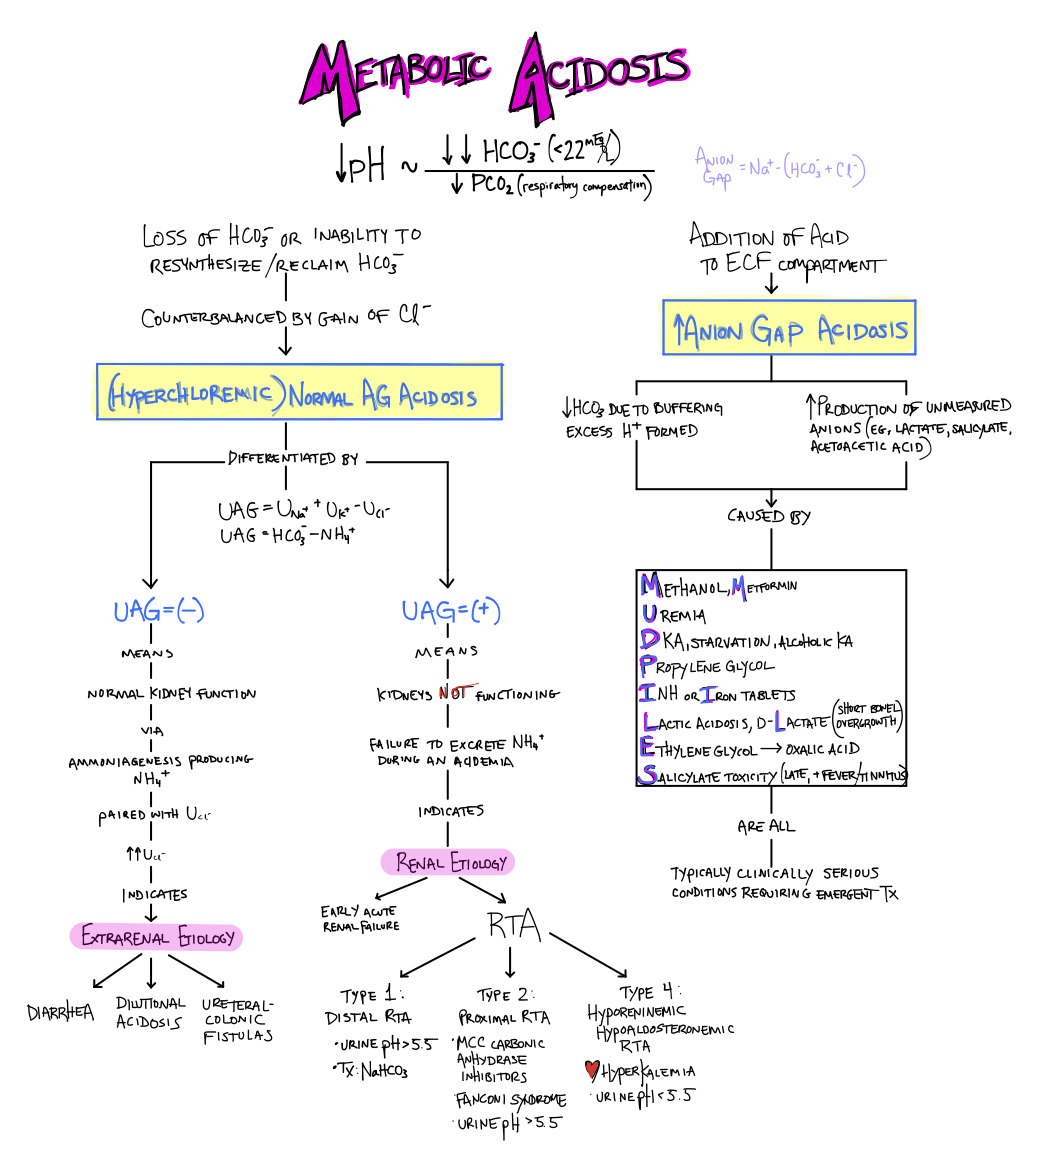 METABOLIC ACIDOSIS
↓pH ~ ↓↓ HCO₃⁻ (<22 mEq/L)
↓ PCO₂ (respiratory compensation)
ANION GAP = Na⁺ - (HCO₃⁻ + Cl⁻)
LOSS OF HCO₃⁻ OR INABILITY TO
RESYNTHESIZE/RECLAIM HCO₃⁻
COUNTERBALANCED BY GAIN OF Cl⁻
(HYPERCHLOREMIC) NORMAL AG ACIDOSIS
DIFFERENTIATED BY
UAG = U Na⁺ + U K⁺ - U Cl⁻
UAG = HCO₃⁻ - NH₄⁺
UAG = (-)
MEANS
NORMAL KIDNEY FUNCTION
VIA
AMMONIAGENESIS PRODUCING
NH₄⁺
PAIRED WITH U Cl⁻
↑↑U Cl⁻
INDICATES
EXTRARENAL ETIOLOGY
DIARRHEA
DILUTIONAL
ACIDOSIS
URETERAL-
COLONIC
FISTULAS
UAG = (+)
MEANS
KIDNEYS NOT FUNCTIONING
FAILURE TO EXCRETE NH₄⁺
DURING AN ACIDEMIA
INDICATES
RENAL ETIOLOGY
EARLY ACUTE
RENAL FAILURE
RTA
TYPE 1:
DISTAL RTA
• URINE pH > 5.5
• TX: NaHCO₃
TYPE 2:
PROXIMAL RTA
• MCC CARBONIC
ANHYDRASE
INHIBITORS
FANCONI SYNDROME
• URINE pH > 5.5
TYPE 4:
HYPORENINEMIC
HYPOALDOSTERONEMIC
RTA
HYPERKALEMIA
• URINE pH < 5.5
ADDITION OF ACID
TO ECF COMPARTMENT
↑ANION GAP ACIDOSIS
↓HCO₃ DUE TO BUFFERING
EXCESS H⁺ FORMED
↑PRODUCTION OF UNMEASURED
ANIONS (EG, LACTATE, SALICYLATE,
ACETOACETIC ACID)
CAUSED BY
METHANOL, METFORMIN
UREMIA
DKA, STARVATION, ALCOHOLIC KA
PROPYLENE GLYCOL
INH OR IRON TABLETS
LACTIC ACIDOSIS, D-LACTATE (SHORT BOWEL OVERGROWTH)
ETHYLENE GLYCOL → OXALIC ACID
SALICYLATE TOXICITY (LATE, + FEVER/TINNITUS)
ARE ALL
TYPICALLY CLINICALLY SERIOUS
CONDITIONS REQUIRING EMERGENT TX